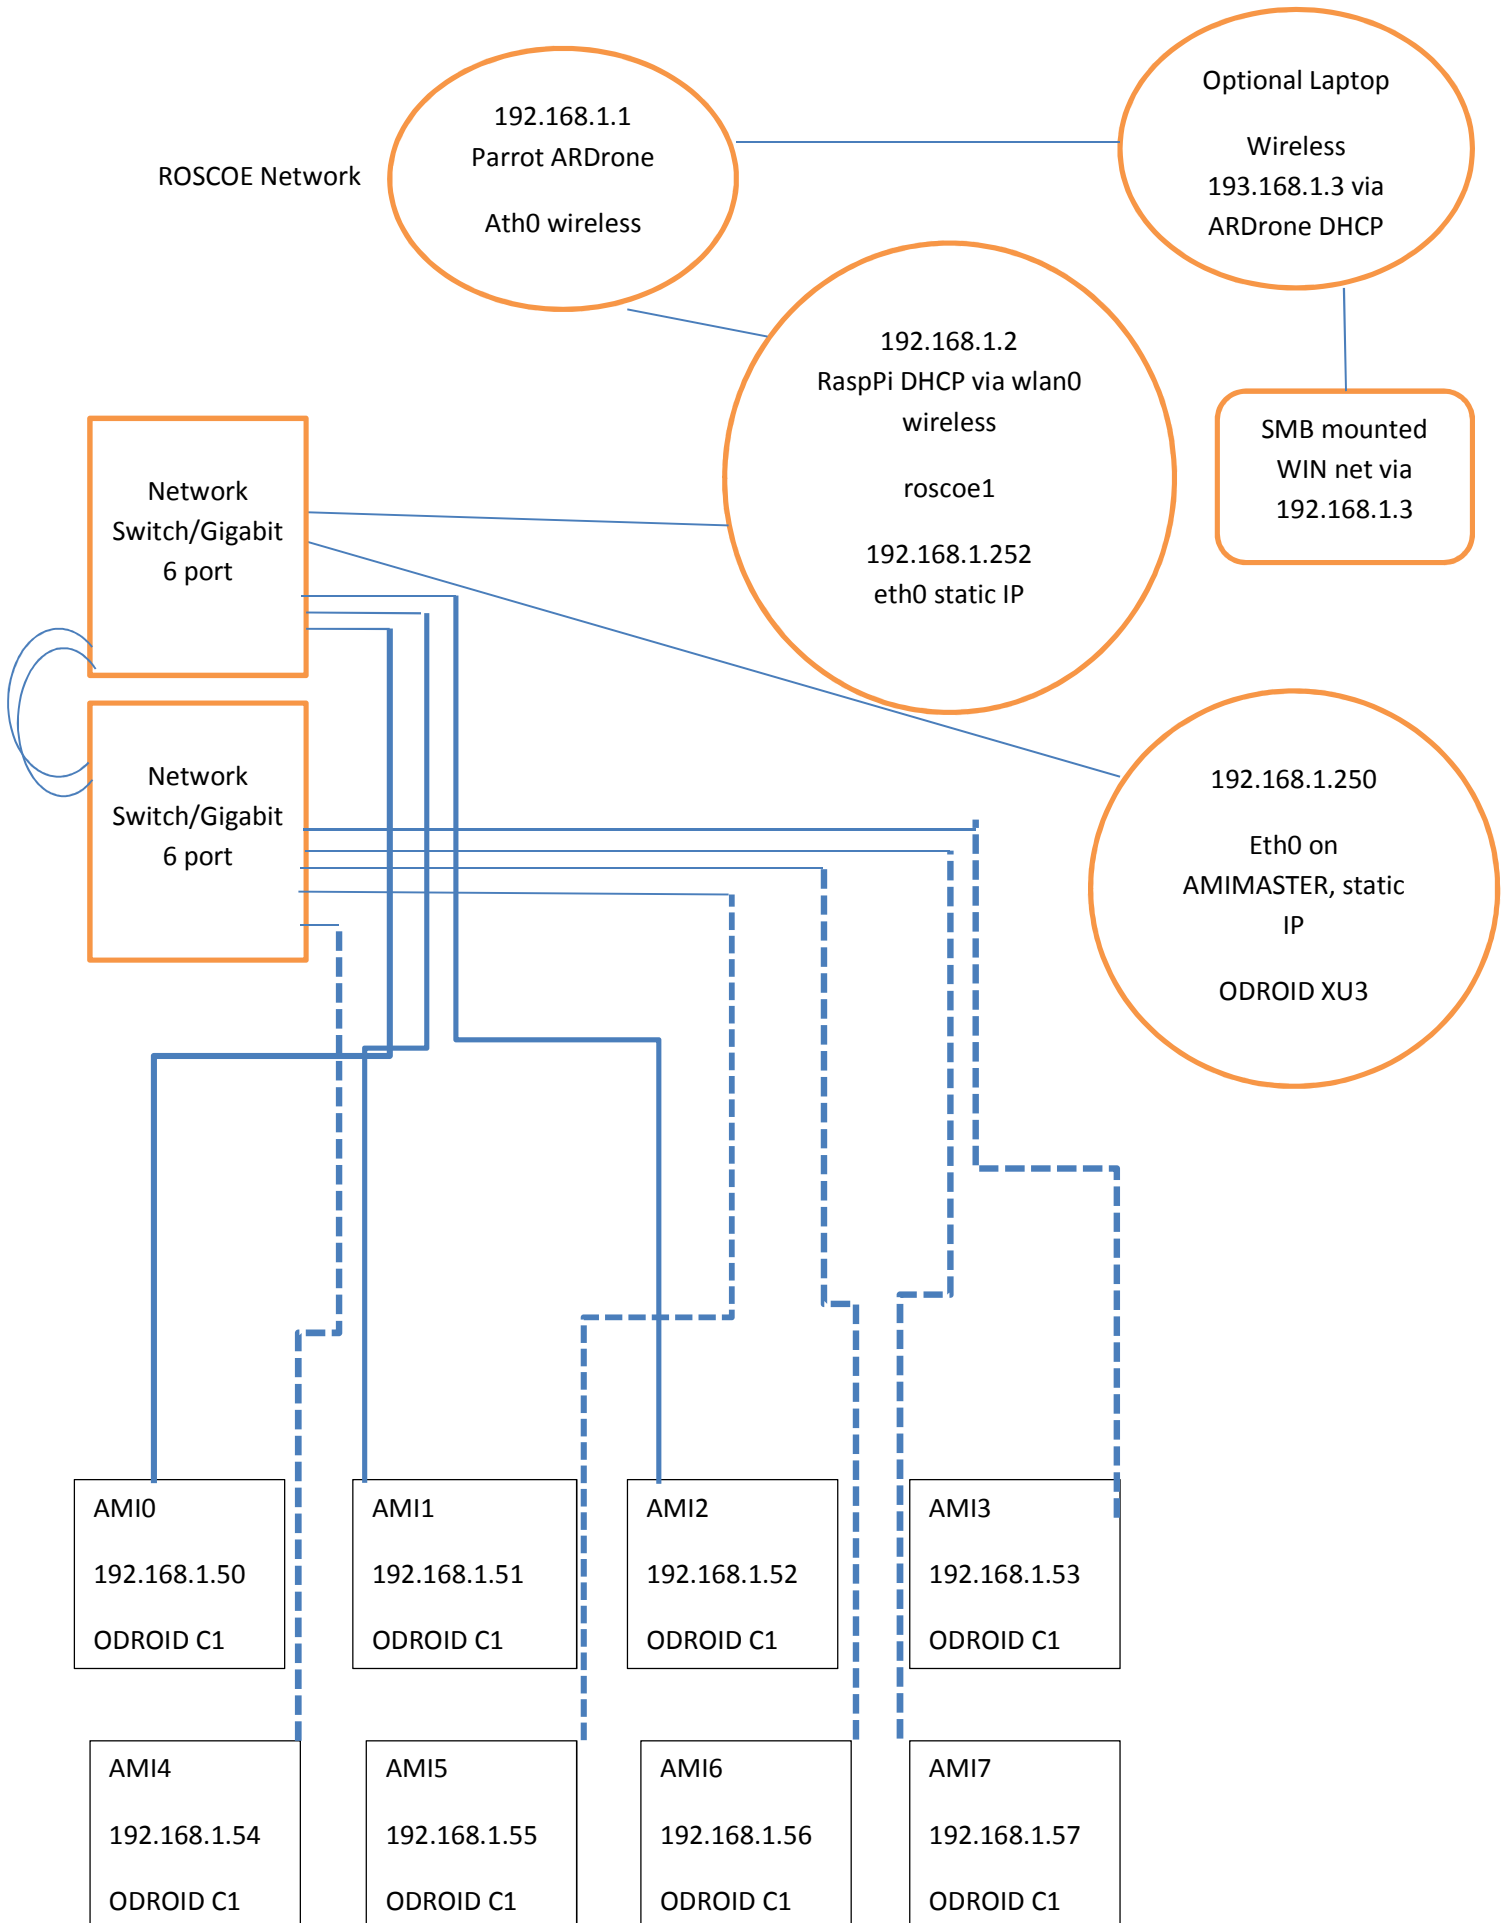 ROSCOE Network
192.168.1.1
Parrot ARDrone
Ath0 wireless
Optional Laptop
Wireless
193.168.1.3 via
ARDrone DHCP
192.168.1.2
RaspPi DHCP via wlan0
wireless
roscoe1
192.168.1.252
eth0 static IP
SMB mounted
WIN net via
192.168.1.3
Network
Switch/Gigabit
6 port
Network
Switch/Gigabit
6 port
192.168.1.250
Eth0 on
AMIMASTER, static
IP
ODROID XU3
AMI0
192.168.1.50
ODROID C1
AMI1
192.168.1.51
ODROID C1
AMI2
192.168.1.52
ODROID C1
AMI3
192.168.1.53
ODROID C1
AMI4
192.168.1.54
ODROID C1
AMI5
192.168.1.55
ODROID C1
AMI6
192.168.1.56
ODROID C1
AMI7
192.168.1.57
ODROID C1